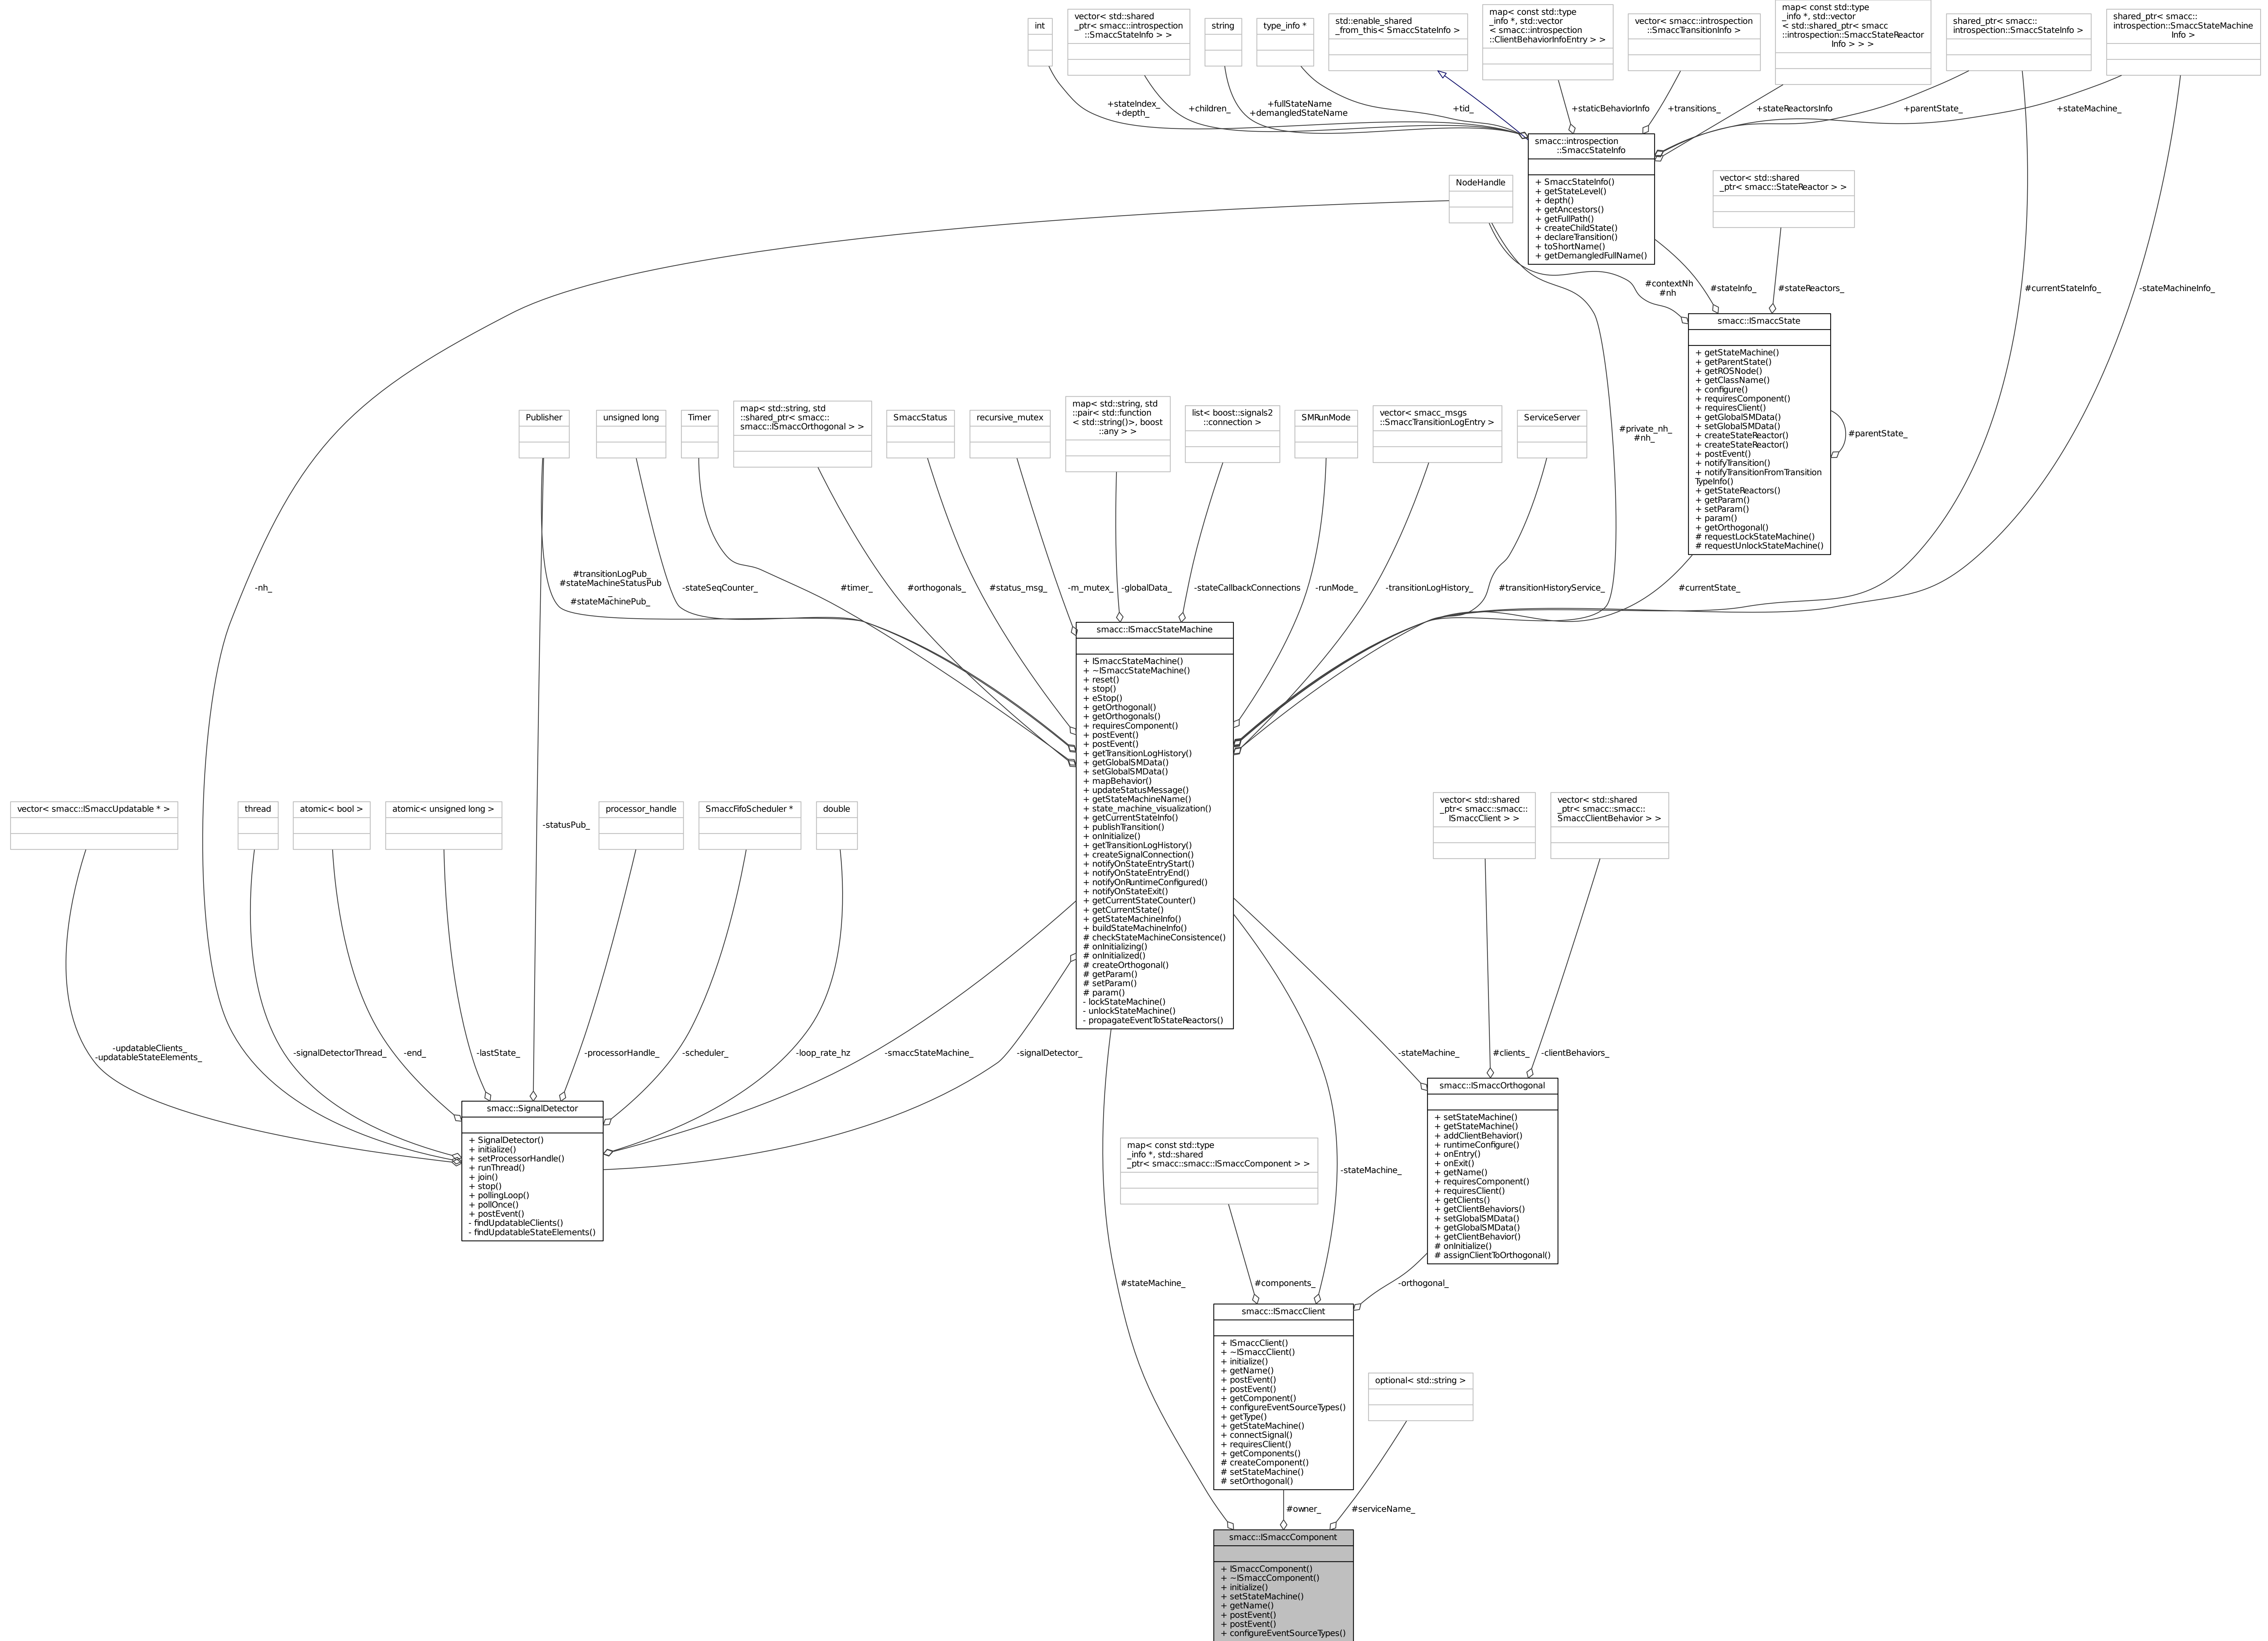 int
vector< std::shared
_ptr< smacc::introspection
::SmaccStateInfo > >
string
type_info *
std::enable_shared
_from_this< SmaccStateInfo >
map< const std::type
_info *, std::vector
< smacc::introspection
::ClientBehaviorInfoEntry > >
vector< smacc::introspection
::SmaccTransitionInfo >
map< const std::type
_info *, std::vector
< std::shared_ptr< smacc
::introspection::SmaccStateReactor
Info > > >
shared_ptr< smacc::
introspection::SmaccStateInfo >
shared_ptr< smacc::
introspection::SmaccStateMachine
Info >
+stateIndex_
+depth_
+children_
+fullStateName
+demangledStateName
+tid_
+staticBehaviorInfo
+transitions_
+stateReactorsInfo
+parentState_
+stateMachine_
smacc::introspection
::SmaccStateInfo
+ SmaccStateInfo()
+ getStateLevel()
+ depth()
+ getAncestors()
+ getFullPath()
+ createChildState()
+ declareTransition()
+ toShortName()
+ getDemangledFullName()
NodeHandle
vector< std::shared
_ptr< smacc::StateReactor > >
#contextNh
#nh
#stateInfo_
#stateReactors_
#currentStateInfo_
-stateMachineInfo_
smacc::ISmaccState
+ getStateMachine()
+ getParentState()
+ getROSNode()
+ getClassName()
+ configure()
+ requiresComponent()
+ requiresClient()
+ getGlobalSMData()
+ setGlobalSMData()
+ createStateReactor()
+ createStateReactor()
+ postEvent()
+ notifyTransition()
+ notifyTransitionFromTransition
TypeInfo()
+ getStateReactors()
+ getParam()
+ setParam()
+ param()
+ getOrthogonal()
# requestLockStateMachine()
# requestUnlockStateMachine()
#parentState_
Publisher
unsigned long
Timer
map< std::string, std
::shared_ptr< smacc::
smacc::ISmaccOrthogonal > >
SmaccStatus
recursive_mutex
map< std::string, std
::pair< std::function
< std::string()>, boost
::any > >
list< boost::signals2
::connection >
SMRunMode
vector< smacc_msgs
::SmaccTransitionLogEntry >
ServiceServer
#private_nh_
#nh_
-nh_
#transitionLogPub_
#stateMachineStatusPub
_
#stateMachinePub_
-stateSeqCounter_
#timer_
#orthogonals_
#status_msg_
-m_mutex_
-globalData_
-stateCallbackConnections
-runMode_
-transitionLogHistory_
#transitionHistoryService_
#currentState_
smacc::ISmaccStateMachine
+ ISmaccStateMachine()
+ ~ISmaccStateMachine()
+ reset()
+ stop()
+ eStop()
+ getOrthogonal()
+ getOrthogonals()
+ requiresComponent()
+ postEvent()
+ postEvent()
+ getTransitionLogHistory()
+ getGlobalSMData()
+ setGlobalSMData()
+ mapBehavior()
+ updateStatusMessage()
+ getStateMachineName()
+ state_machine_visualization()
+ getCurrentStateInfo()
+ publishTransition()
+ onInitialize()
+ getTransitionLogHistory()
+ createSignalConnection()
+ notifyOnStateEntryStart()
+ notifyOnStateEntryEnd()
+ notifyOnRuntimeConfigured()
+ notifyOnStateExit()
+ getCurrentStateCounter()
+ getCurrentState()
+ getStateMachineInfo()
+ buildStateMachineInfo()
# checkStateMachineConsistence()
# onInitializing()
# onInitialized()
# createOrthogonal()
# getParam()
# setParam()
# param()
- lockStateMachine()
- unlockStateMachine()
- propagateEventToStateReactors()
vector< smacc::ISmaccUpdatable * >
thread
atomic< bool >
atomic< unsigned long >
-statusPub_
processor_handle
SmaccFifoScheduler *
double
vector< std::shared
_ptr< smacc::smacc::
ISmaccClient > >
vector< std::shared
_ptr< smacc::smacc::
SmaccClientBehavior > >
-updatableClients_
-updatableStateElements_
-signalDetectorThread_
-end_
-lastState_
-processorHandle_
-scheduler_
-loop_rate_hz
-smaccStateMachine_
-signalDetector_
-stateMachine_
#clients_
-clientBehaviors_
smacc::SignalDetector
+ SignalDetector()
+ initialize()
+ setProcessorHandle()
+ runThread()
+ join()
+ stop()
+ pollingLoop()
+ pollOnce()
+ postEvent()
- findUpdatableClients()
- findUpdatableStateElements()
smacc::ISmaccOrthogonal
+ setStateMachine()
+ getStateMachine()
+ addClientBehavior()
+ runtimeConfigure()
+ onEntry()
+ onExit()
+ getName()
+ requiresComponent()
+ requiresClient()
+ getClients()
+ getClientBehaviors()
+ setGlobalSMData()
+ getGlobalSMData()
+ getClientBehavior()
# onInitialize()
# assignClientToOrthogonal()
map< const std::type
_info *, std::shared
_ptr< smacc::smacc::ISmaccComponent > >
-stateMachine_
#stateMachine_
#components_
-orthogonal_
smacc::ISmaccClient
+ ISmaccClient()
+ ~ISmaccClient()
+ initialize()
+ getName()
+ postEvent()
+ postEvent()
+ getComponent()
+ configureEventSourceTypes()
+ getType()
+ getStateMachine()
+ connectSignal()
+ requiresClient()
+ getComponents()
# createComponent()
# setStateMachine()
# setOrthogonal()
optional< std::string >
#owner_
#serviceName_
smacc::ISmaccComponent
+ ISmaccComponent()
+ ~ISmaccComponent()
+ initialize()
+ setStateMachine()
+ getName()
+ postEvent()
+ postEvent()
+ configureEventSourceTypes()